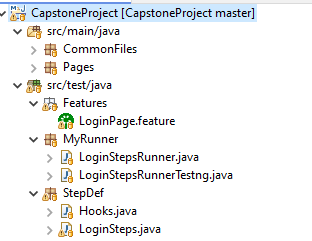 CapstoneProject [CapstoneProject master]
src/main/java
CommonFiles
Pages
src/test/java
Features
LoginPage.feature
MyRunner
LoginStepsRunner.java
LoginStepsRunnerTestng.java
StepDef
Hooks.java
LoginSteps.java